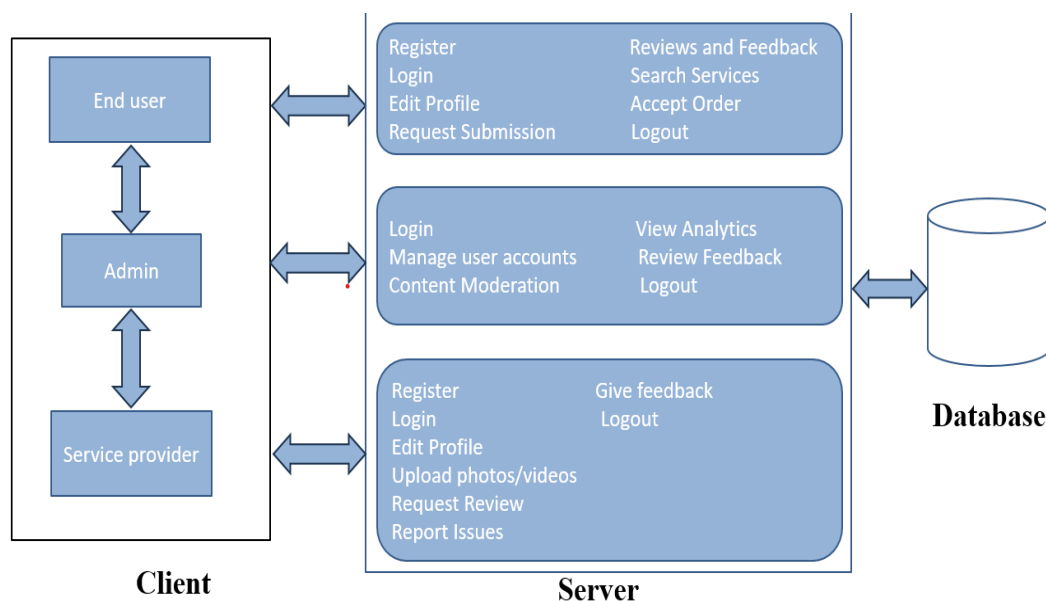 End user
Admin
Service provider
Client
Register
Login
Edit Profile
Request Submission
Reviews and Feedback
Search Services
Accept Order
Logout
Login
Manage user accounts
Content Moderation
View Analytics
Review Feedback
Logout
Register
Login
Edit Profile
Upload photos/videos
Request Review
Report Issues
Give feedback
Logout
Server
Database